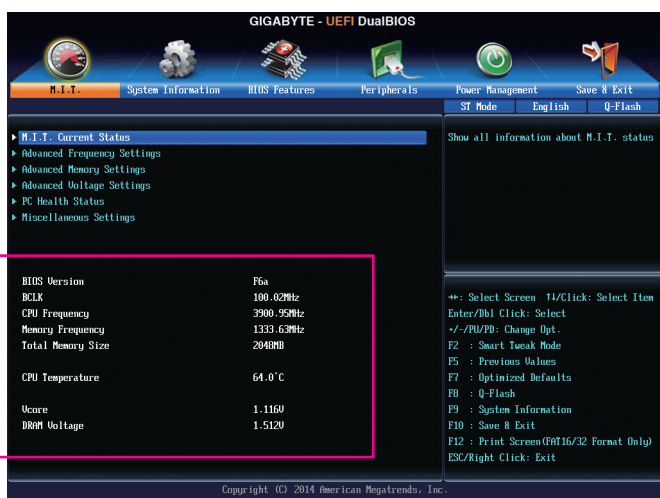 GIGABYTE - UEFI DualBIOS
M.I.T.
System Information
BIOS Features
Peripherals
Power Management
Save & Exit
ST Mode
English
Q-Flash
M.I.T. Current Status
Advanced Frequency Settings
Advanced Memory Settings
Advanced Voltage Settings
PC Health Status
Miscellaneous Settings
Show all information about M.I.T. status
BIOS Version F6a
BCLK 100.02MHz
CPU Frequency 3900.95MHz
Memory Frequency 1333.63MHz
Total Memory Size 2048MB
CPU Temperature 64.0°C
Vcore 1.116V
DRAM Voltage 1.512V
→←: Select Screen ↑↓/Click: Select Item
Enter/Dbl Click: Select
+/-/PU/PD: Change Opt.
F2 : Smart Tweak Mode
F5 : Previous Values
F7 : Optimized Defaults
F8 : Q-Flash
F9 : System Information
F10 : Save & Exit
F12 : Print Screen(FAT16/32 Format Only)
ESC/Right Click: Exit
Copyright (C) 2014 American Megatrends, Inc.